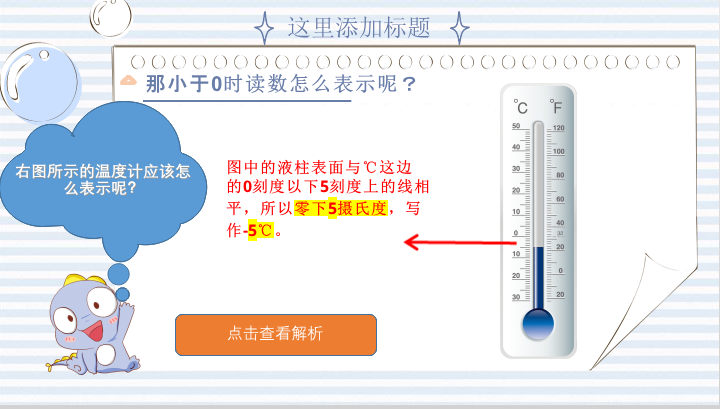 这里添加标题
那小于0时读数怎么表示呢？
右图所示的温度计应该怎
么表示呢？
图中的液柱表面与℃这边
的0刻度以下5刻度上的线相
平，所以零下5摄氏度，写
作-5℃。
点击查看解析
℃ ℉
50 120
40 100
30 80
20 60
10 40
32
0 20
10 0
20 20
30